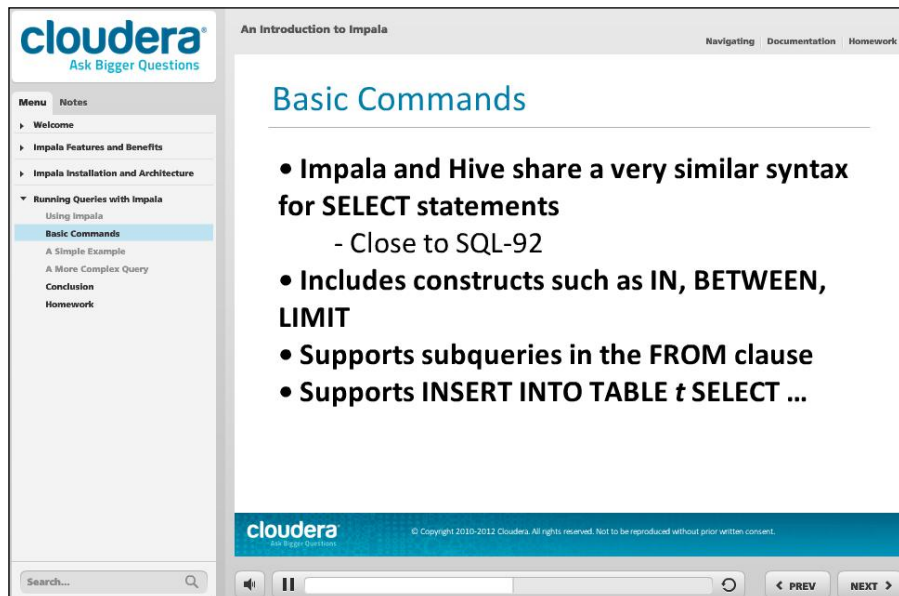 cloudera®
Ask Bigger Questions
An Introduction to Impala
Navigating Documentation Homework
Menu Notes
Welcome
Impala Features and Benefits
Impala Installation and Architecture
Running Queries with Impala
Using Impala
Basic Commands
A Simple Example
A More Complex Query
Conclusion
Homework
Search...
Basic Commands
• Impala and Hive share a very similar syntax
for SELECT statements
- Close to SQL-92
• Includes constructs such as IN, BETWEEN,
LIMIT
• Supports subqueries in the FROM clause
• Supports INSERT INTO TABLE t SELECT ...
cloudera
Ask Bigger Questions
© Copyright 2010-2012 Cloudera. All rights reserved. Not to be reproduced without prior written consent.
< PREV NEXT >